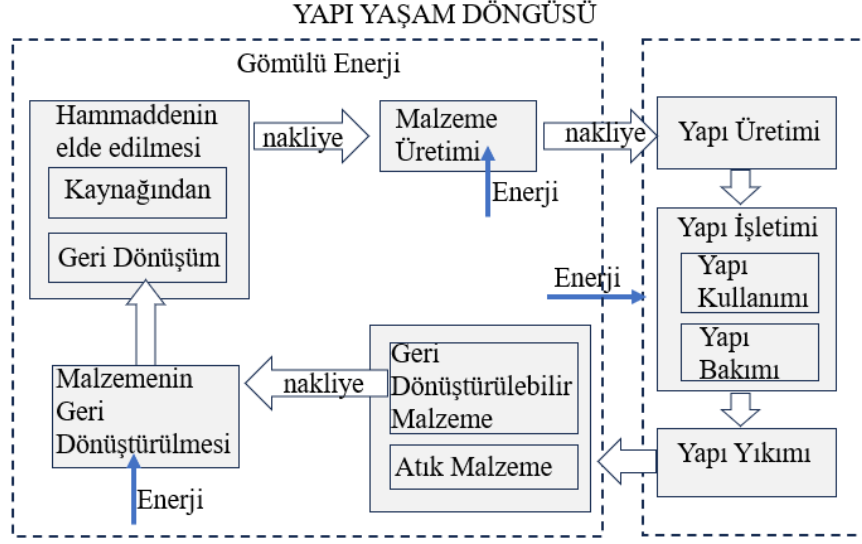 YAPI YAŞAM DÖNGÜSÜ
Gömülü Enerji
Hammaddenin
elde edilmesi
Kaynağından
Geri Dönüşüm
nakliye
Malzeme
Üretimi
Enerji
nakliye
Yapı Üretimi
Yapı İşletimi
Yapı
Kullanımı
Yapı
Bakımı
Enerji
Yapı Yıkımı
Geri
Dönüştürülebilir
Malzeme
Atık Malzeme
nakliye
Malzemenin
Geri
Dönüştürülmesi
Enerji